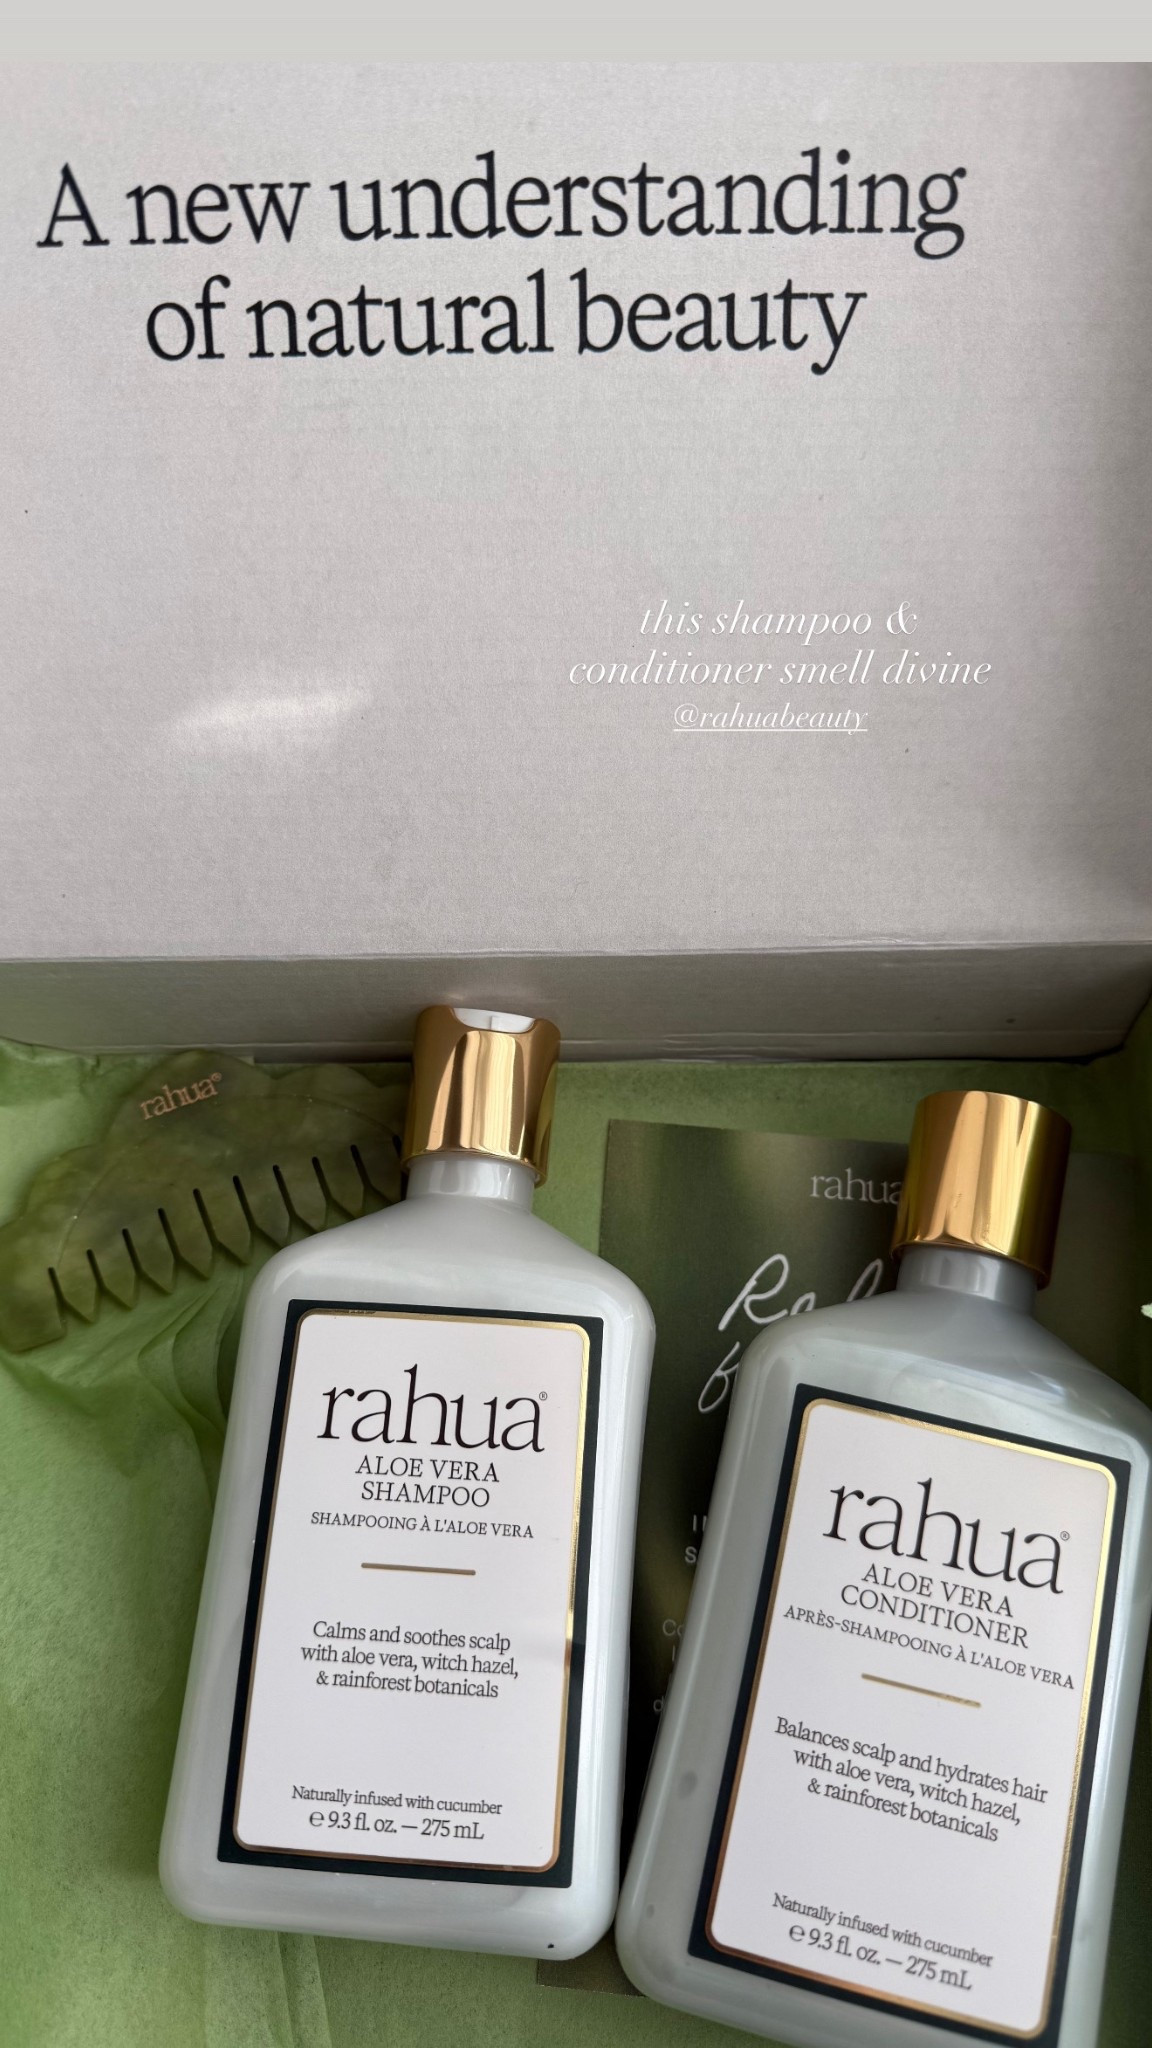 A new understanding
of natural beauty
this shampoo &
conditioner smell divine
@rahuabeauty
rahua®
rahua
rahua®
ALOE VERA
SHAMPOO
SHAMPOOING À L'ALOE VERA
Calms and soothes scalp
with aloe vera, witch hazel,
& rainforest botanicals
Naturally infused with cucumber
℮ 9.3 fl. oz. — 275 mL
rahua®
ALOE VERA
CONDITIONER
APRÈS-SHAMPOOING À L'ALOE VERA
Balances scalp and hydrates hair
with aloe vera, witch hazel,
& rainforest botanicals
Naturally infused with cucumber
℮ 9.3 fl. oz. — 275 mL